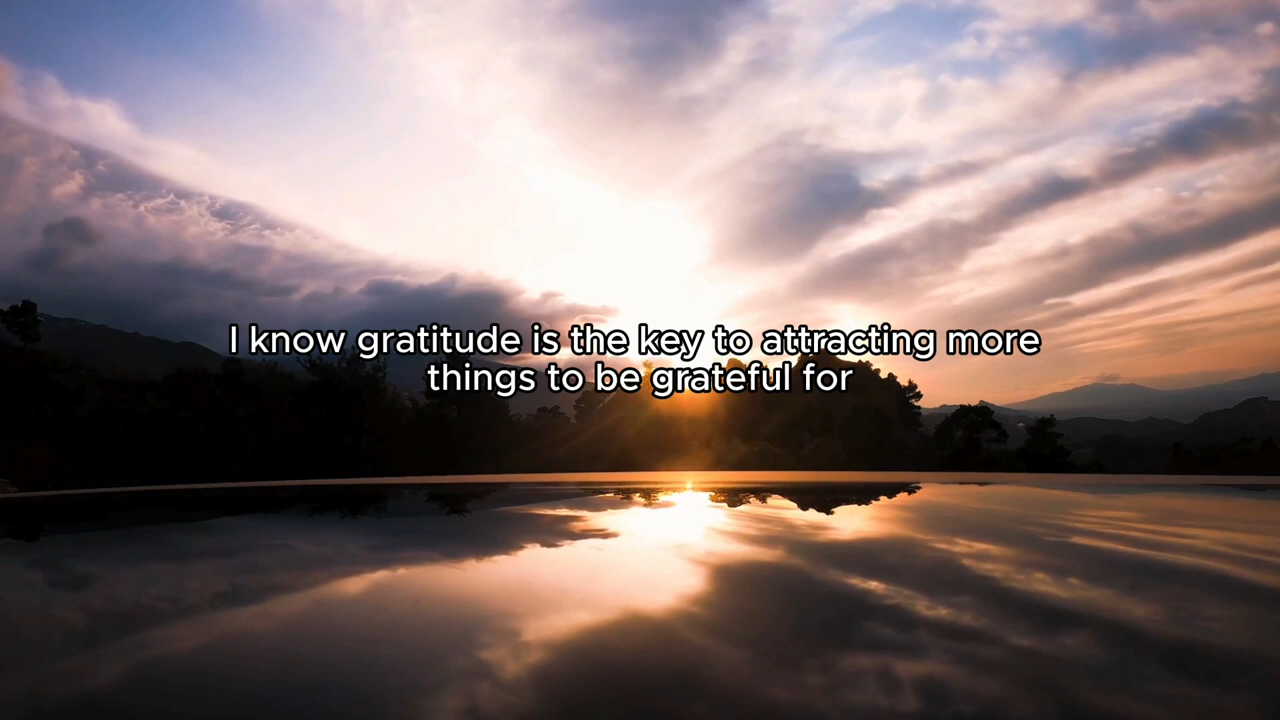 I know gratitude is the key to attracting more
things to be grateful for